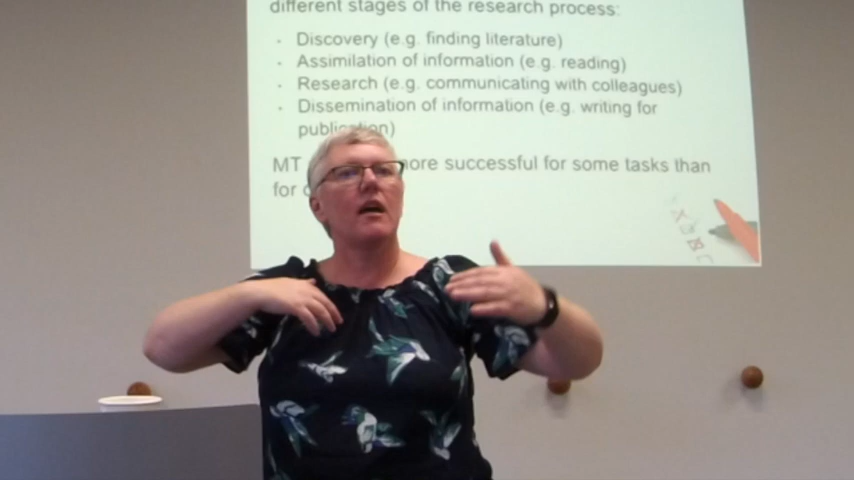 different stages of the research process:
- Discovery (e.g. finding literature)
- Assimilation of information (e.g. reading)
- Research (e.g. communicating with colleagues)
- Dissemination of information (e.g. writing for
publication)
MT more successful for some tasks than
for